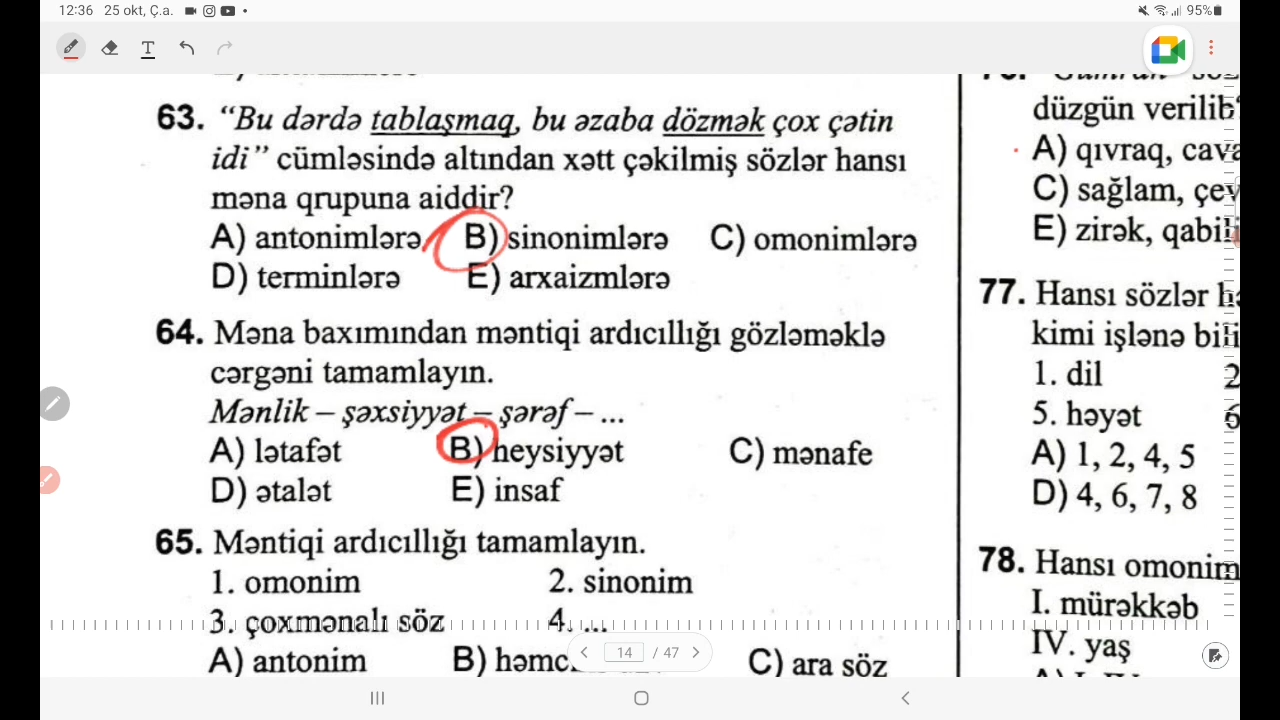 12:36 25 okt, Ç.a.
95%
T
63. “Bu dərdə tablaşmaq, bu əzaba dözmək çox çətin
idi” cümləsində altından xətt çəkilmiş sözlər hansı
məna qrupuna aiddir?
A) antonimlərə B) sinonimlərə C) omonimlərə
D) terminlərə E) arxaizmlərə
64. Məna baxımından məntiqi ardıcıllığı gözləməklə
cərgəni tamamlayın.
Mənlik – şəxsiyyət – şərəf – ...
A) lətafət B) heysiyyət C) mənafe
D) ətalət E) insaf
65. Məntiqi ardıcıllığı tamamlayın.
1. omonim 2. sinonim
3. çoxmənalı söz 4. ...
A) antonim B) C) ara söz
düzgün verilib
A) qıvraq,
C) sağlam,
E) zirək,
77. Hansı sözlər
kimi işlənə
1. dil 2
5. həyət 6
A) 1, 2, 4, 5
D) 4, 6, 7, 8
78. Hansı omonim
I. mürəkkəb
IV. yaş
14 / 47